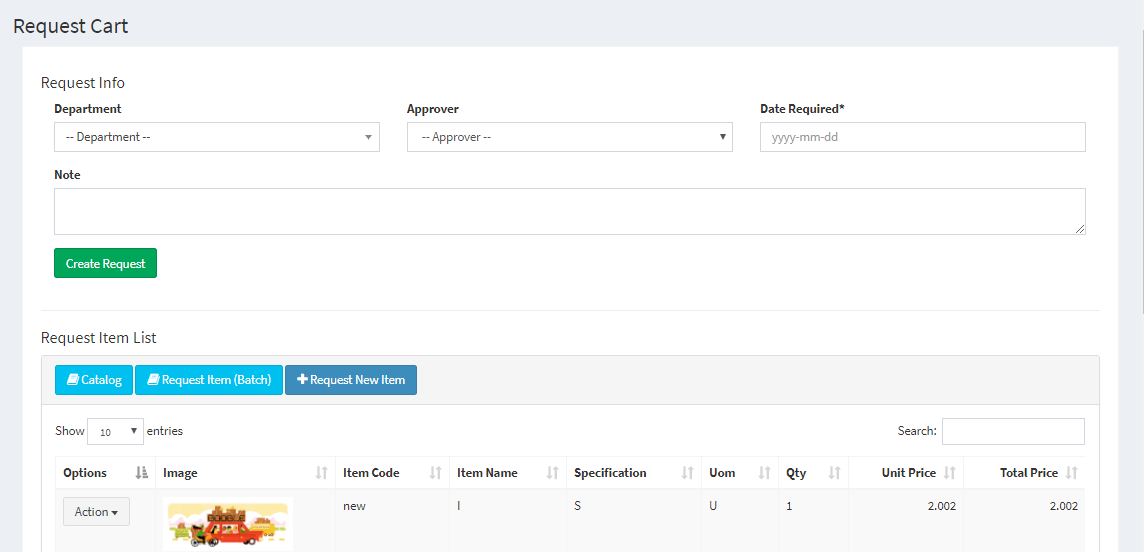 Request Cart
Request Info
Department Approver Date Required*
-- Department -- -- Approver -- yyyy-mm-dd
Note
Create Request
Request Item List
Catalog Request Item (Batch) Request New Item
Show 10 entries Search:
Options Image Item Code Item Name Specification Uom Qty Unit Price Total Price
Action new I S U 1 2.002 2.002